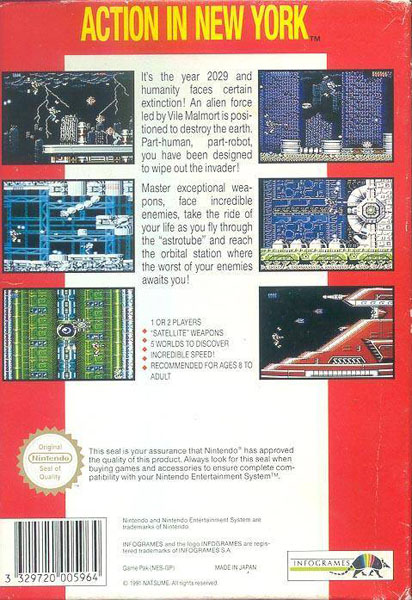 ACTION IN NEW YORK™
It's the year 2029 and
humanity faces certain
extinction! An alien force
led by Vile Malmort is po-
sitioned to destroy the earth.
Part-human, part-robot,
you have been designed
to wipe out the invader!
Master exceptional wea-
pons, face incredible
enemies, take the ride of
your life as you fly through
the "astrotube" and reach
the orbital station where
the worst of your enemies
awaits you!
1 OR 2 PLAYERS
"SATELLITE" WEAPONS
5 WORLDS TO DISCOVER
INCREDIBLE SPEED!
RECOMMENDED FOR AGES 8 TO
ADULT
Original
Nintendo
Seal of
Quality
This seal is your assurance that Nintendo® has approved
the quality of this product. Always look for this seal when
buying games and accessories to ensure complete com-
patibility with your Nintendo Entertainment System™.
Nintendo and Nintendo Entertainment System are
trademarks of Nintendo.
INFOGRAMES and the logo INFOGRAMES are regis-
tered trademarks of INFOGRAMES S.A.
Game Pak (NES-GP) MADE IN JAPAN
© 1991 NATSUME. All rights reserved.
3 329720 005964
INFOGRAMES